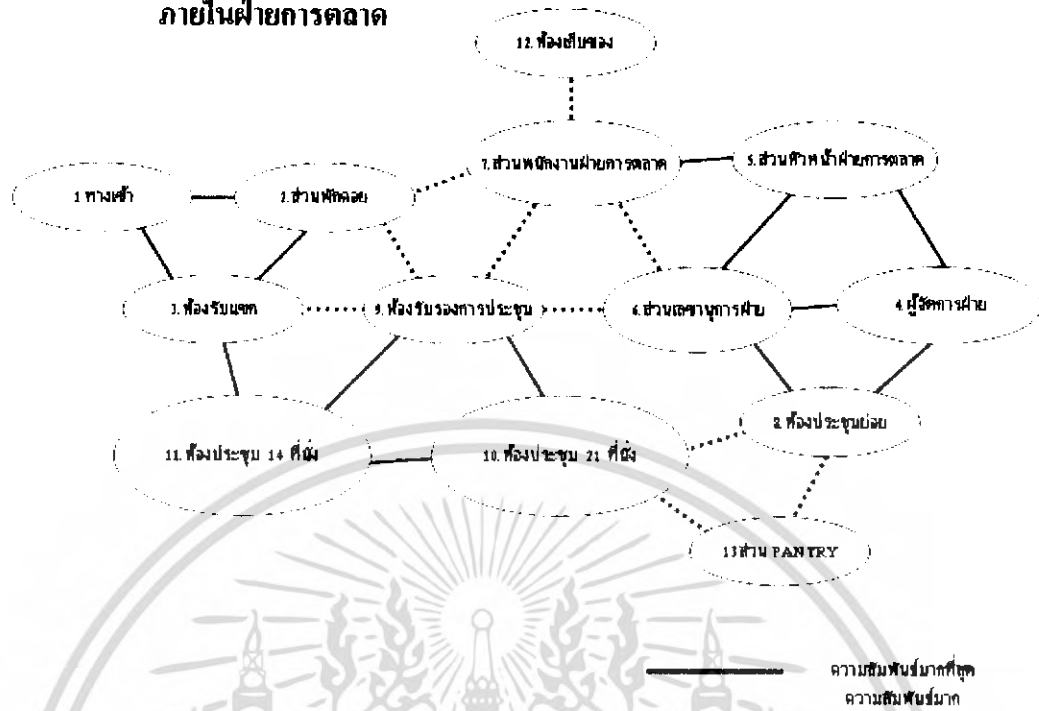 ภายในฝ่ายการตลาด
12. ห้องเก็บของ
7. ส่วนพนักงานฝ่ายการตลาด
5. ส่วนหัวหน้าฝ่ายการตลาด
1. ทางเข้า
2. ส่วนพักคอย
3. ห้องรับแขก
9. ห้องรับรองการประชุม
6. ส่วนเลขานุการฝ่าย
4. ผู้จัดการฝ่าย
8. ห้องประชุมย่อย
11. ห้องประชุม 14 ที่นั่ง
10. ห้องประชุม 21 ที่นั่ง
13 ส่วน PANTRY
ความสัมพันธ์มากที่สุด
ความสัมพันธ์มาก